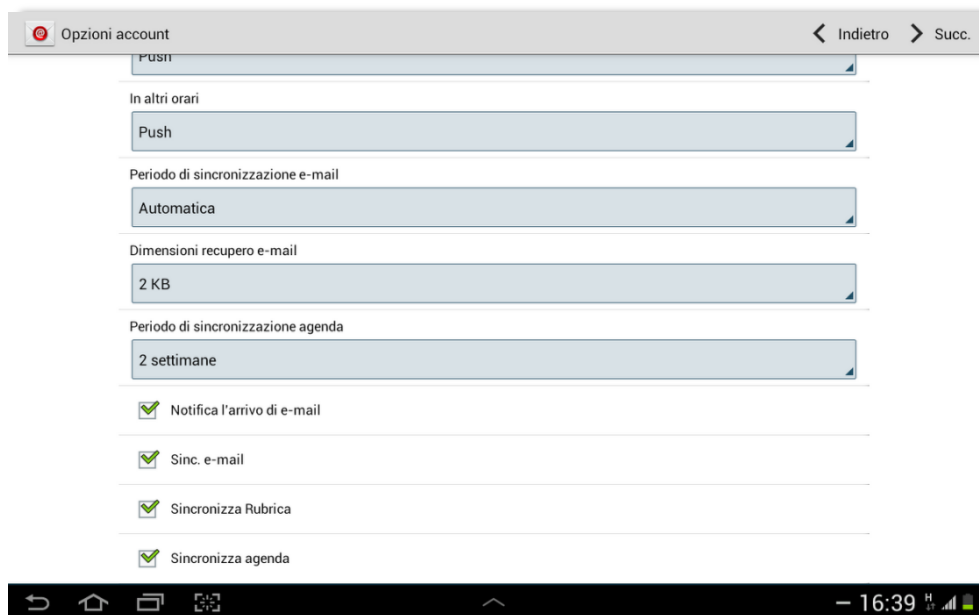 Opzioni account
Indietro
Succ.
Push
In altri orari
Push
Periodo di sincronizzazione e-mail
Automatica
Dimensioni recupero e-mail
2 KB
Periodo di sincronizzazione agenda
2 settimane
Notifica l'arrivo di e-mail
Sinc. e-mail
Sincronizza Rubrica
Sincronizza agenda
16:39
H